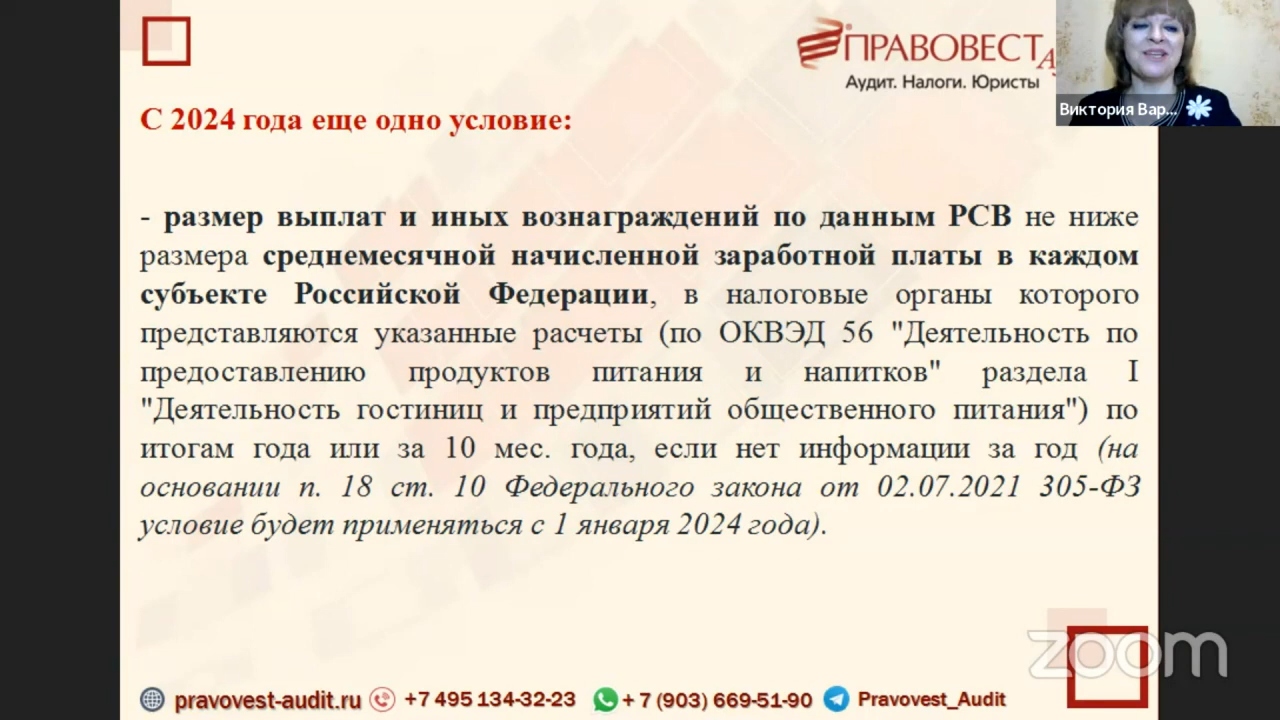 ПРАВОВЕСТ
Аудит. Налоги. Юристы
Виктория Вар...
С 2024 года еще одно условие:
- размер выплат и иных вознаграждений по данным РСВ не ниже
размера среднемесячной начисленной заработной платы в каждом
субъекте Российской Федерации, в налоговые органы которого
представляются указанные расчеты (по ОКВЭД 56 "Деятельность по
предоставлению продуктов питания и напитков" раздела I
"Деятельность гостиниц и предприятий общественного питания") по
итогам года или за 10 мес. года, если нет информации за год (на
основании п. 18 ст. 10 Федерального закона от 02.07.2021 305-ФЗ
условие будет применяться с 1 января 2024 года).
zoom
pravovest-audit.ru +7 495 134-32-23 + 7 (903) 669-51-90 Pravovest_Audit